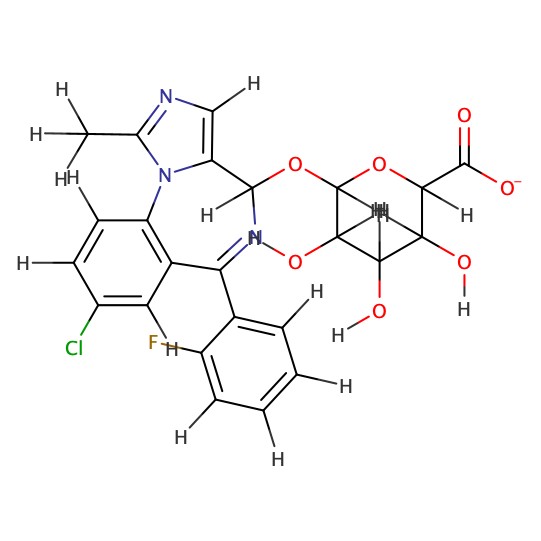 H N H
H O O O
H H N O⁻
H H H H
H N H O O
H H
Cl F H H O
H
H
H